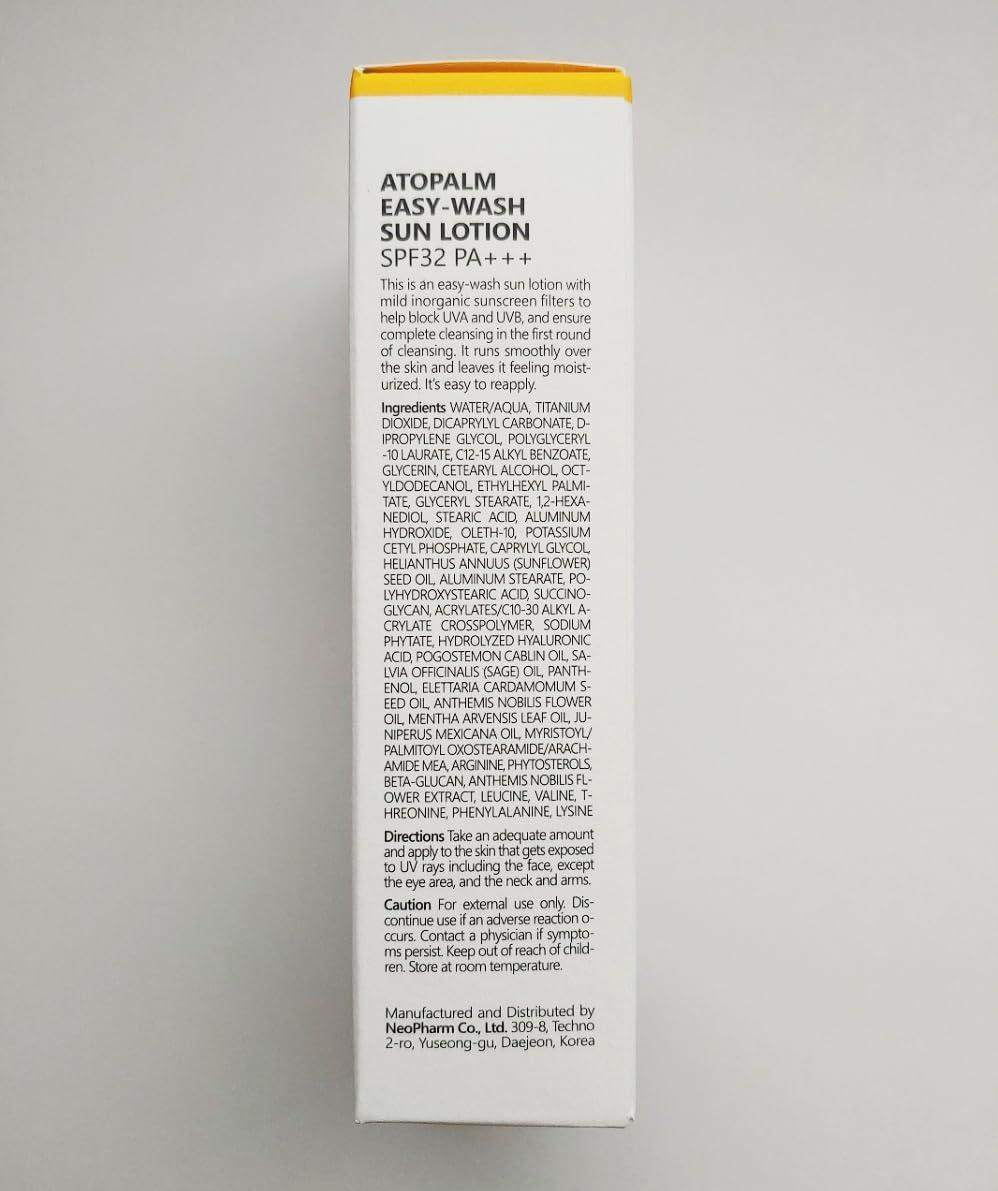 ATOPALM
EASY-WASH
SUN LOTION
SPF32 PA+++
This is an easy-wash sun lotion with
mild inorganic sunscreen filters to
help block UVA and UVB, and ensure
complete cleansing in the first round
of cleansing. It runs smoothly over
the skin and leaves it feeling moist-
urized. It's easy to reapply.
Ingredients WATER/AQUA, TITANIUM
DIOXIDE, DICAPRYLYL CARBONATE, D-
IPROPYLENE GLYCOL, POLYGLYCERYL
-10 LAURATE, C12-15 ALKYL BENZOATE,
GLYCERIN, CETEARYL ALCOHOL, OCT-
YLDODECANOL, ETHYLHEXYL PALMI-
TATE, GLYCERYL STEARATE, 1,2-HEXA-
NEDIOL, STEARIC ACID, ALUMINUM
HYDROXIDE, OLETH-10, POTASSIUM
CETYL PHOSPHATE, CAPRYLYL GLYCOL,
HELIANTHUS ANNUUS (SUNFLOWER)
SEED OIL, ALUMINUM STEARATE, PO-
LYHYDROXYSTEARIC ACID, SUCCINO-
GLYCAN, ACRYLATES/C10-30 ALKYL A-
CRYLATE CROSSPOLYMER, SODIUM
PHYTATE, HYDROLYZED HYALURONIC
ACID, POGOSTEMON CABLIN OIL, SA-
LVIA OFFICINALIS (SAGE) OIL, PANTH-
ENOL, ELETTARIA CARDAMOMUM S-
EED OIL, ANTHEMIS NOBILIS FLOWER
OIL, MENTHA ARVENSIS LEAF OIL, JU-
NIPERUS MEXICANA OIL, MYRISTOYL/
PALMITOYL OXOSTEARAMIDE/ARACH-
AMIDE MEA, ARGININE, PHYTOSTEROLS,
BETA-GLUCAN, ANTHEMIS NOBILIS FL-
OWER EXTRACT, LEUCINE, VALINE, T-
HREONINE, PHENYLALANINE, LYSINE
Directions Take an adequate amount
and apply to the skin that gets exposed
to UV rays including the face, except
the eye area, and the neck and arms.
Caution For external use only. Dis-
continue use if an adverse reaction o-
ccurs. Contact a physician if sympto-
ms persist. Keep out of reach of child-
ren. Store at room temperature.
Manufactured and Distributed by
NeoPharm Co., Ltd. 309-8, Techno
2-ro, Yuseong-gu, Daejeon, Korea